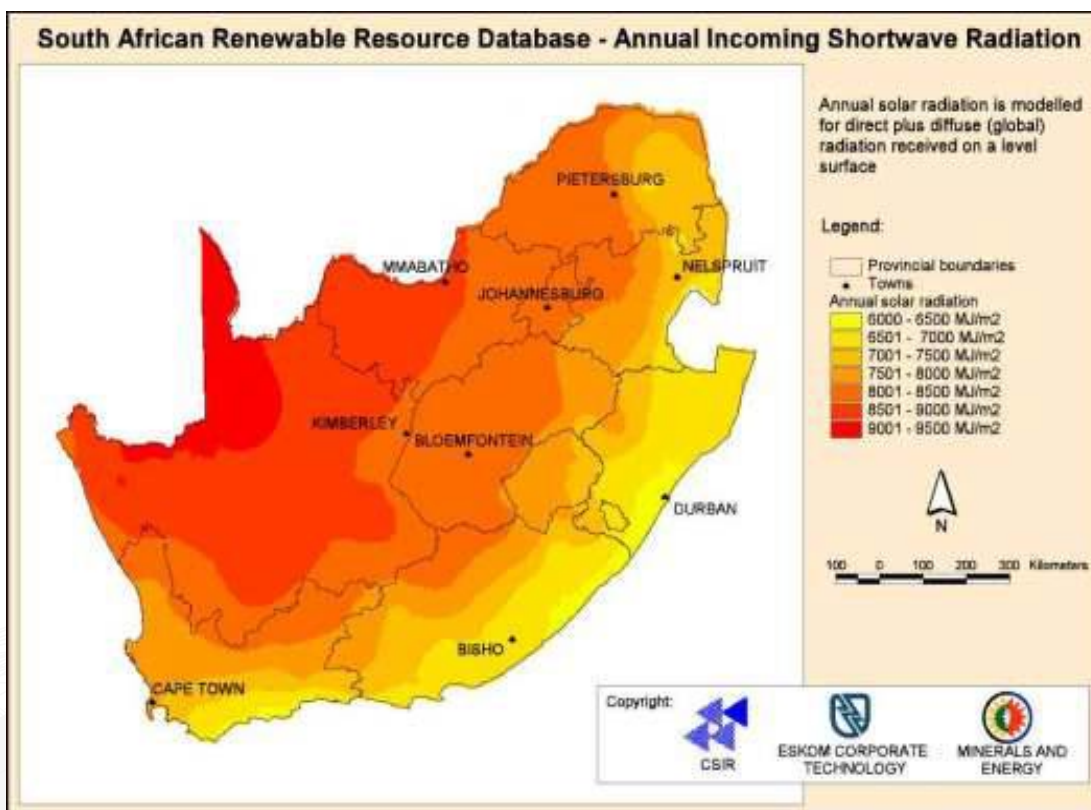 South African Renewable Resource Database - Annual Incoming Shortwave Radiation
Annual solar radiation is modelled
for direct plus diffuse (global)
radiation received on a level
surface
Legend:
Provincial boundaries
Towns
Annual solar radiation
6000 - 6500 MJ/m2
6501 - 7000 MJ/m2
7001 - 7500 MJ/m2
7501 - 8000 MJ/m2
8001 - 8500 MJ/m2
8501 - 9000 MJ/m2
9001 - 9500 MJ/m2
N
100 0 100 200 300 Kilometers
PIETERSBURG
MMABATHO
NELSPRUIT
JOHANNESBURG
KIMBERLEY
BLOEMFONTEIN
DURBAN
BISHO
CAPE TOWN
Copyright:
CSIR
ESKOM CORPORATE
TECHNOLOGY
MINERALS AND
ENERGY